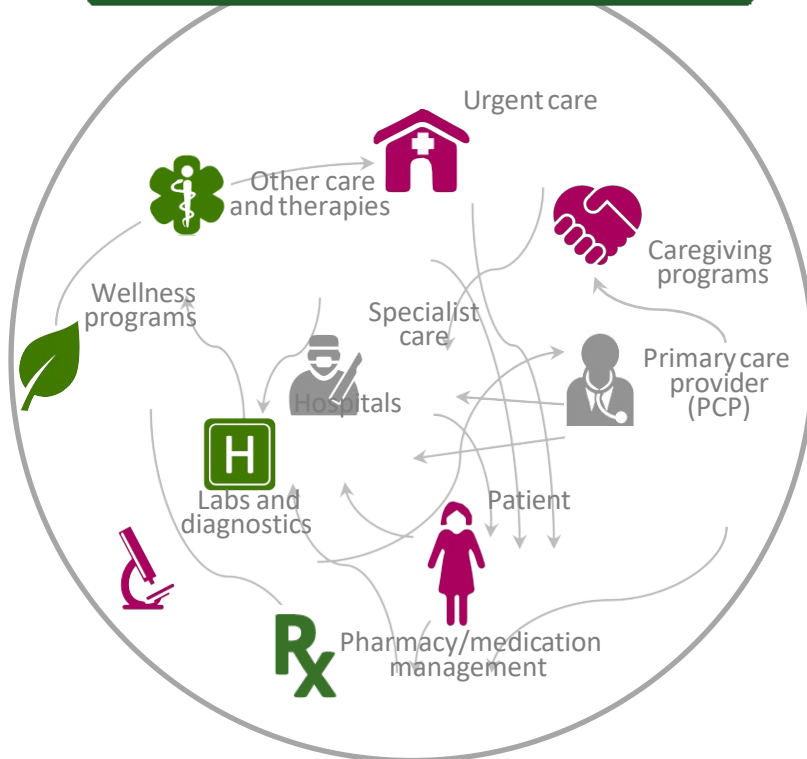 Urgent care
Other care
and therapies
Caregiving
programs
Wellness
programs
Specialist
care
Primary care
provider
(PCP)
Hospitals
H
Labs and
diagnostics
Patient
Rx
Pharmacy/medication
management